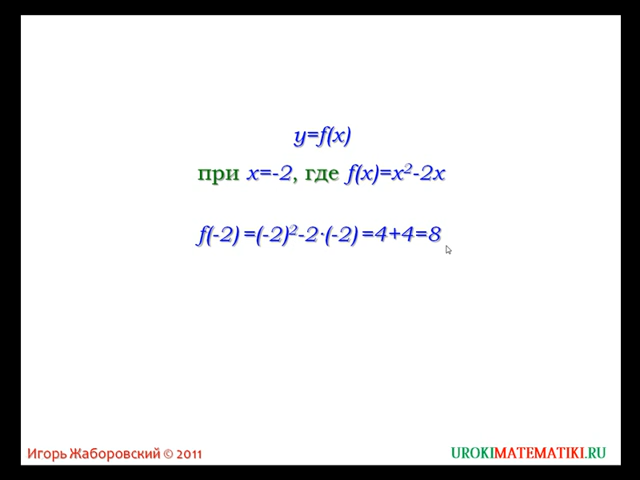 y=f(x)
при x=-2, где f(x)=x²-2x
f(-2)=(-2)²-2·(-2)=4+4=8
Игорь Жаборовский © 2011
UROKIMATEMATIKI.RU